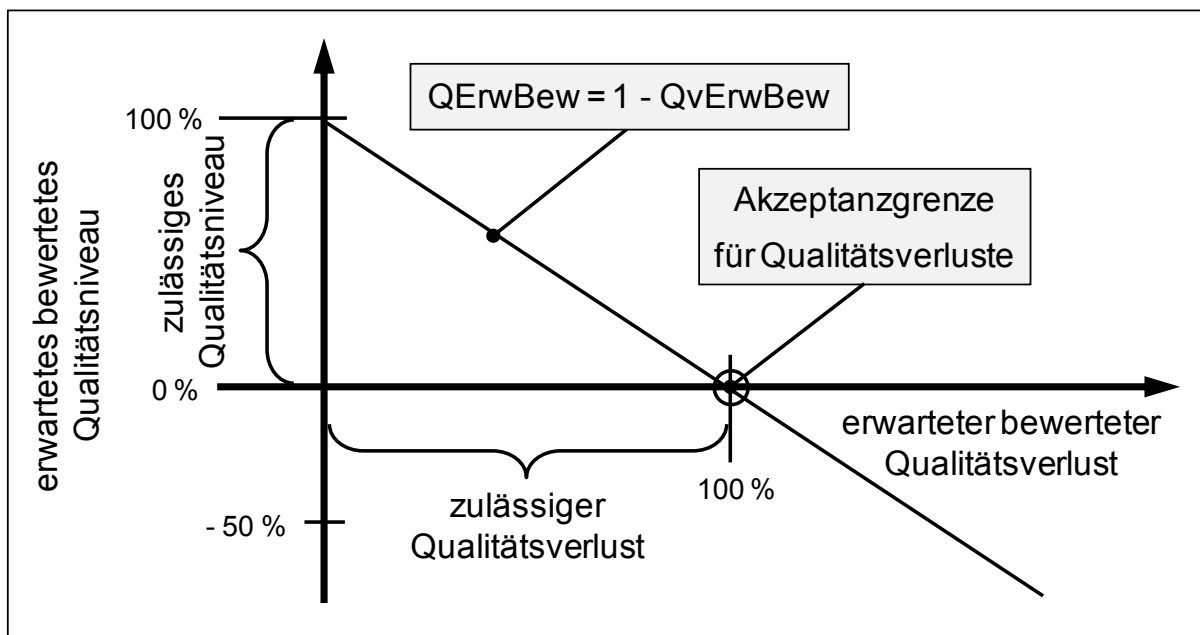 QErwBew = 1 - QvErwBew
100 %
erwartetes bewertetes
Qualitätsniveau
zulässiges
Qualitätsniveau
Akzeptanzgrenze
für Qualitätsverluste
0 %
erwarteter bewerteter
Qualitätsverlust
100 %
zulässiger
Qualitätsverlust
- 50 %